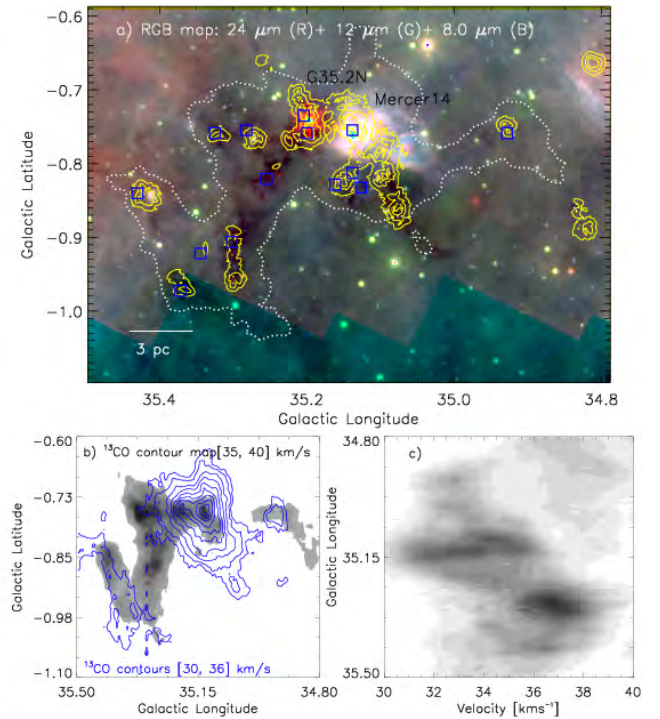 a) RGB map: 24 μm (R)+ 12 μm (G)+ 8.0 μm (B)
G35.2N
Mercer14
3 pc
-0.6
-0.7
-0.8
-0.9
-1.0
Galactic Latitude
35.4
35.2
35.0
34.8
Galactic Longitude
b) ¹³CO contour map[35, 40] km/s
¹³CO contours [30, 36] km/s
-0.60
-0.73
-0.85
-0.98
-1.10
Galactic Latitude
35.50
35.15
34.80
Galactic Longitude
c)
34.80
35.15
35.50
Galactic Longitude
30
32
34
36
38
40
Velocity [kms⁻¹]